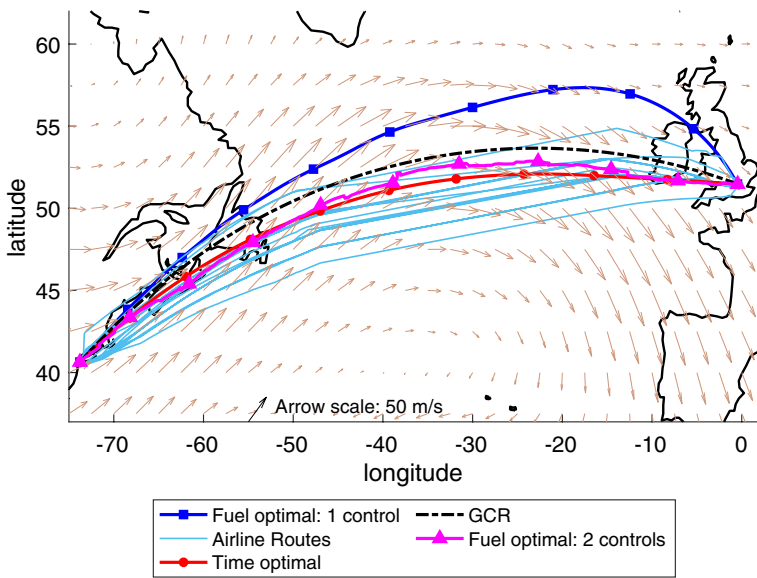 60
55
50
45
40
latitude
Arrow scale: 50 m/s
-70 -60 -50 -40 -30 -20 -10 0
longitude
Fuel optimal: 1 control GCR
Airline Routes Fuel optimal: 2 controls
Time optimal